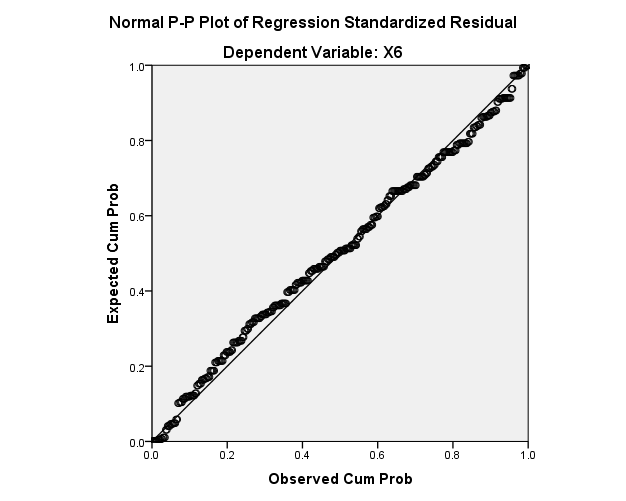 Normal P-P Plot of Regression Standardized Residual
Dependent Variable: X6
Expected Cum Prob
1.0
0.8
0.6
0.4
0.2
0.0
0.0 0.2 0.4 0.6 0.8 1.0
Observed Cum Prob